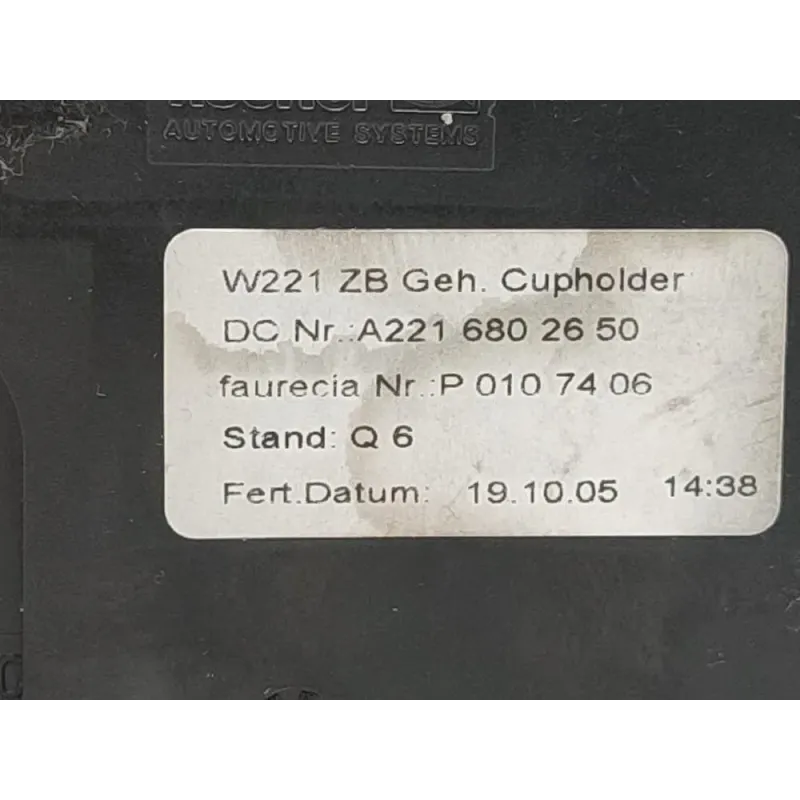 AUTOMOTIVE SYSTEMS
W221 ZB Geh. Cupholder
DC Nr.:A221 680 26 50
faurecia Nr.:P 010 74 06
Stand: Q 6
Fert.Datum: 19.10.05 14:38